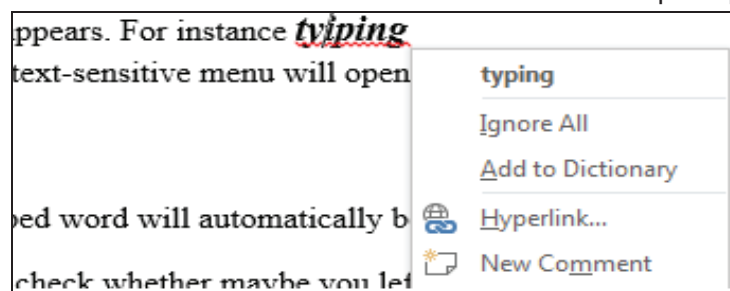 ppears. For instance tyiping
text-sensitive menu will open
typing
Ignore All
Add to Dictionary
ped word will automatically b
Hyperlink...
New Comment
check whether maybe you lef